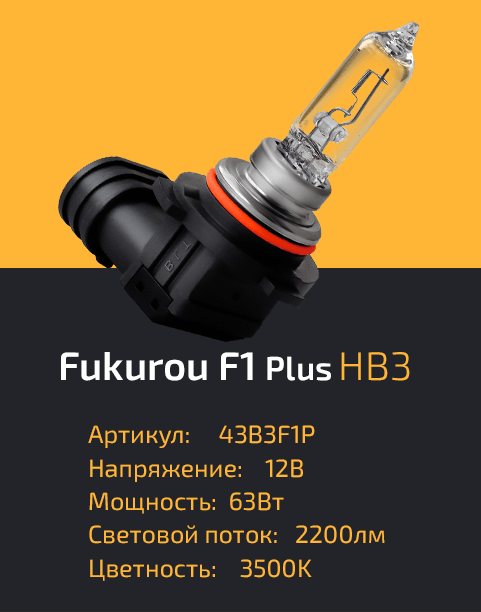 Fukurou F1 Plus HB3
Артикул: 43B3F1P
Напряжение: 12В
Мощность: 63Вт
Световой поток: 2200лм
Цветность: 3500К